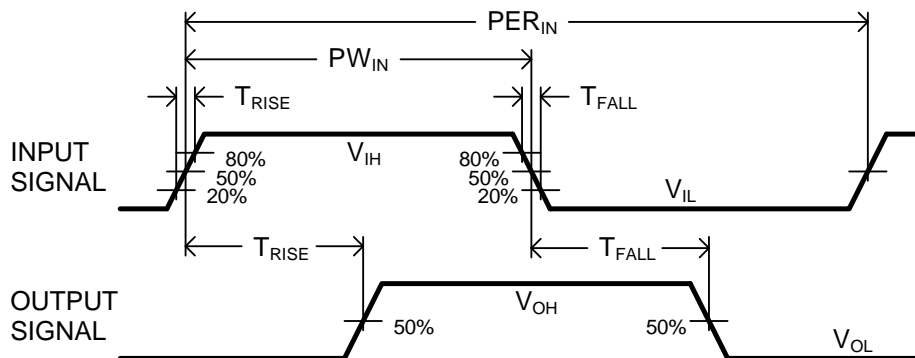 PER_IN
PW_IN
T_RISE T_FALL
INPUT SIGNAL
V_IH
80% 80%
50% 50%
20% 20%
V_IL
T_RISE T_FALL
OUTPUT SIGNAL
V_OH
50% 50%
V_OL